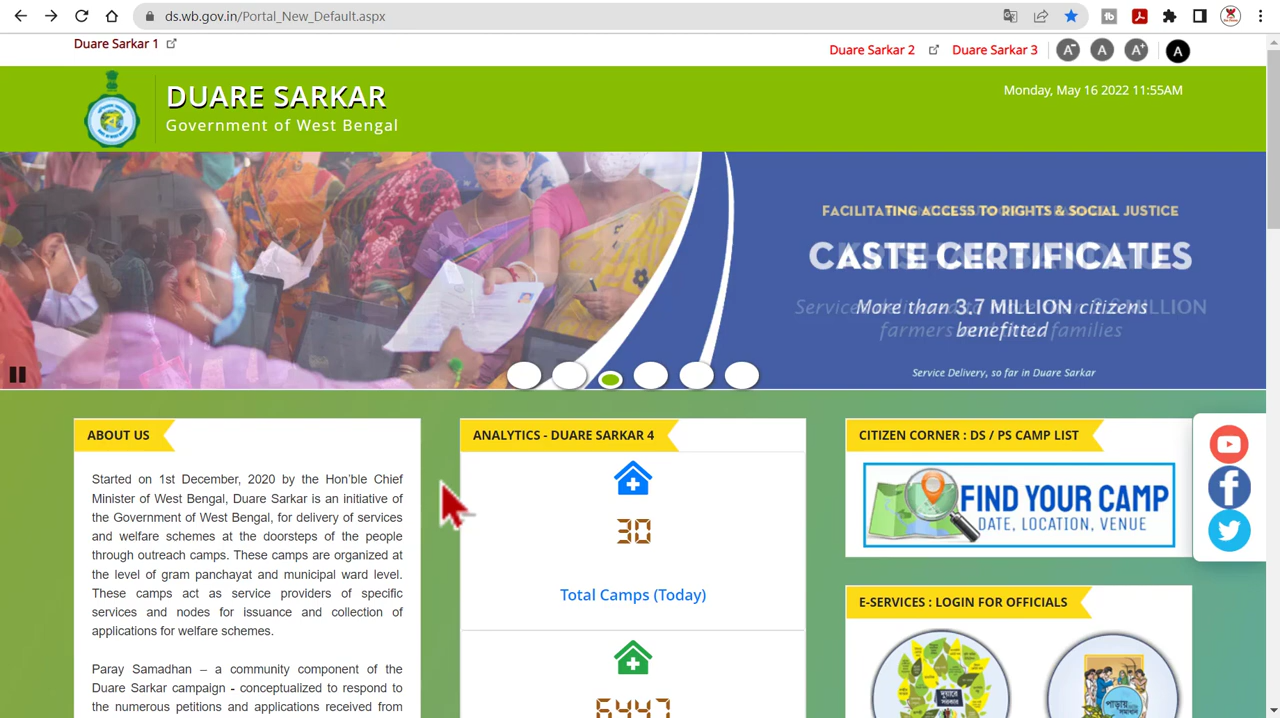 ds.wb.gov.in/Portal_New_Default.aspx
Duare Sarkar 1
Duare Sarkar 2
Duare Sarkar 3
A-
A
A+
A
DUARE SARKAR
Government of West Bengal
Monday, May 16 2022 11:55AM
FACILITATING ACCESS TO RIGHTS & SOCIAL JUSTICE
CASTE CERTIFICATES
More than 3.7 MILLION citizens
benefitted
Service Delivery, so far in Duare Sarkar
ABOUT US
Started on 1st December, 2020 by the Hon'ble Chief
Minister of West Bengal, Duare Sarkar is an initiative of
the Government of West Bengal, for delivery of services
and welfare schemes at the doorsteps of the people
through outreach camps. These camps are organized at
the level of gram panchayat and municipal ward level.
These camps act as service providers of specific
services and nodes for issuance and collection of
applications for welfare schemes.
Paray Samadhan – a community component of the
Duare Sarkar campaign - conceptualized to respond to
the numerous petitions and applications received from
ANALYTICS - DUARE SARKAR 4
30
Total Camps (Today)
6447
CITIZEN CORNER : DS / PS CAMP LIST
FIND YOUR CAMP
DATE, LOCATION, VENUE
E-SERVICES : LOGIN FOR OFFICIALS
দুয়ারে
সরকার
পাড়ায়
সমাধান